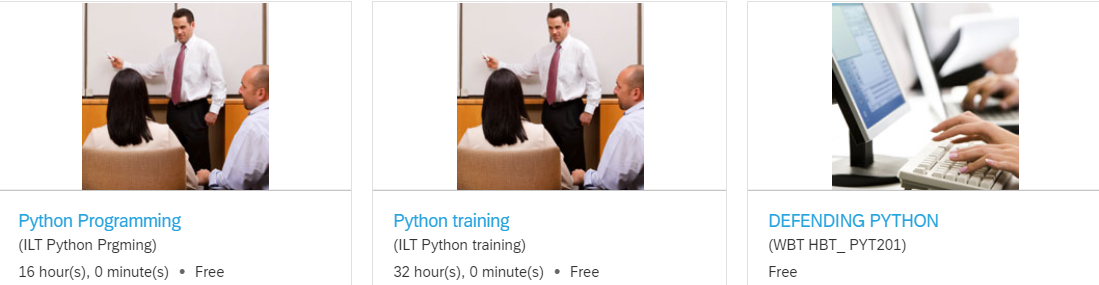 Python Programming
(ILT Python Prgming)
16 hour(s), 0 minute(s) • Free
Python training
(ILT Python training)
32 hour(s), 0 minute(s) • Free
DEFENDING PYTHON
(WBT HBT_ PYT201)
Free